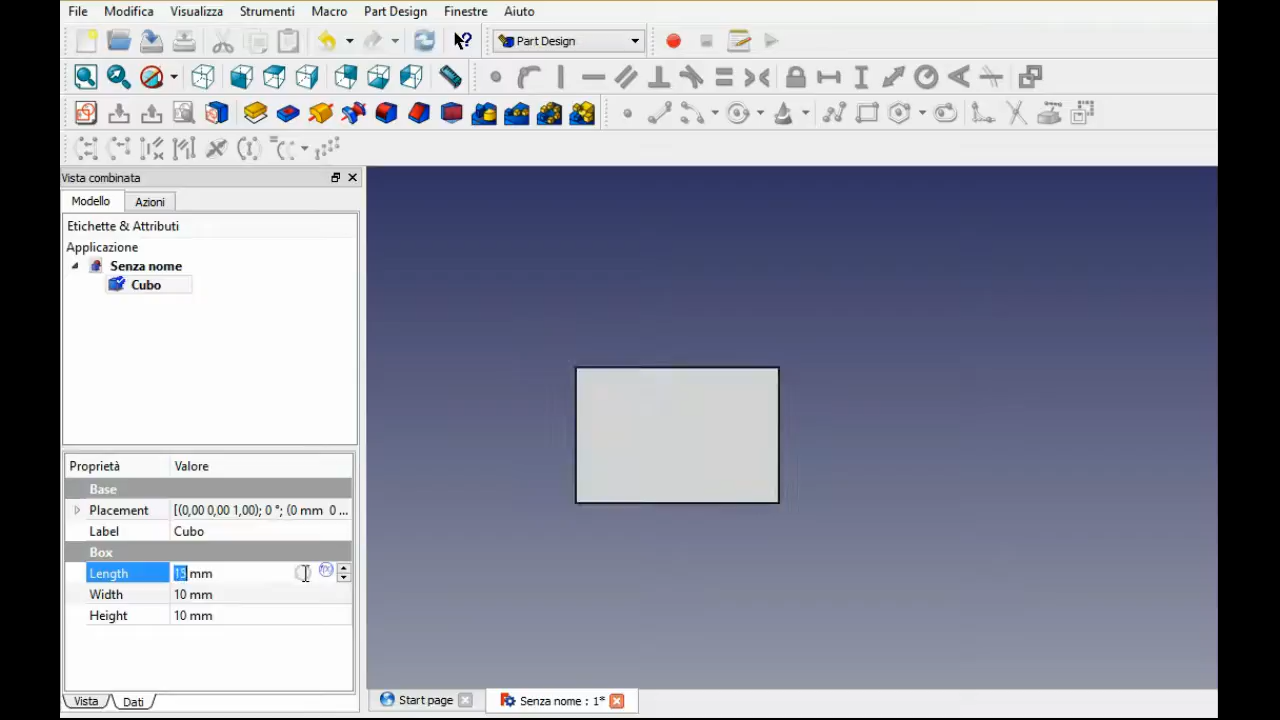 File Modifica Visualizza Strumenti Macro Part Design Finestre Aiuto
Part Design
Vista combinata
Modello Azioni
Etichette & Attributi
Applicazione
Senza nome
Cubo
Proprietà Valore
Base
Placement [(0,00 0,00 1,00); 0 °; (0 mm 0 ...
Label Cubo
Box
Length 15 mm
Width 10 mm
Height 10 mm
Vista Dati
Start page Senza nome : 1*